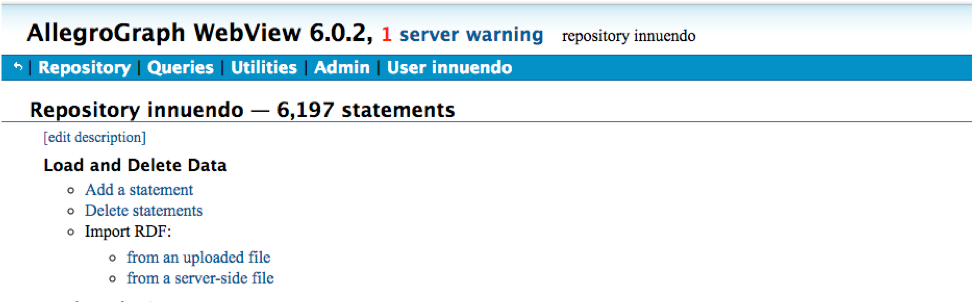 AllegroGraph WebView 6.0.2, 1 server warning repository innuendo
| Repository | Queries | Utilities | Admin | User innuendo
Repository innuendo — 6,197 statements
[edit description]
Load and Delete Data
Add a statement
Delete statements
Import RDF:
from an uploaded file
from a server-side file